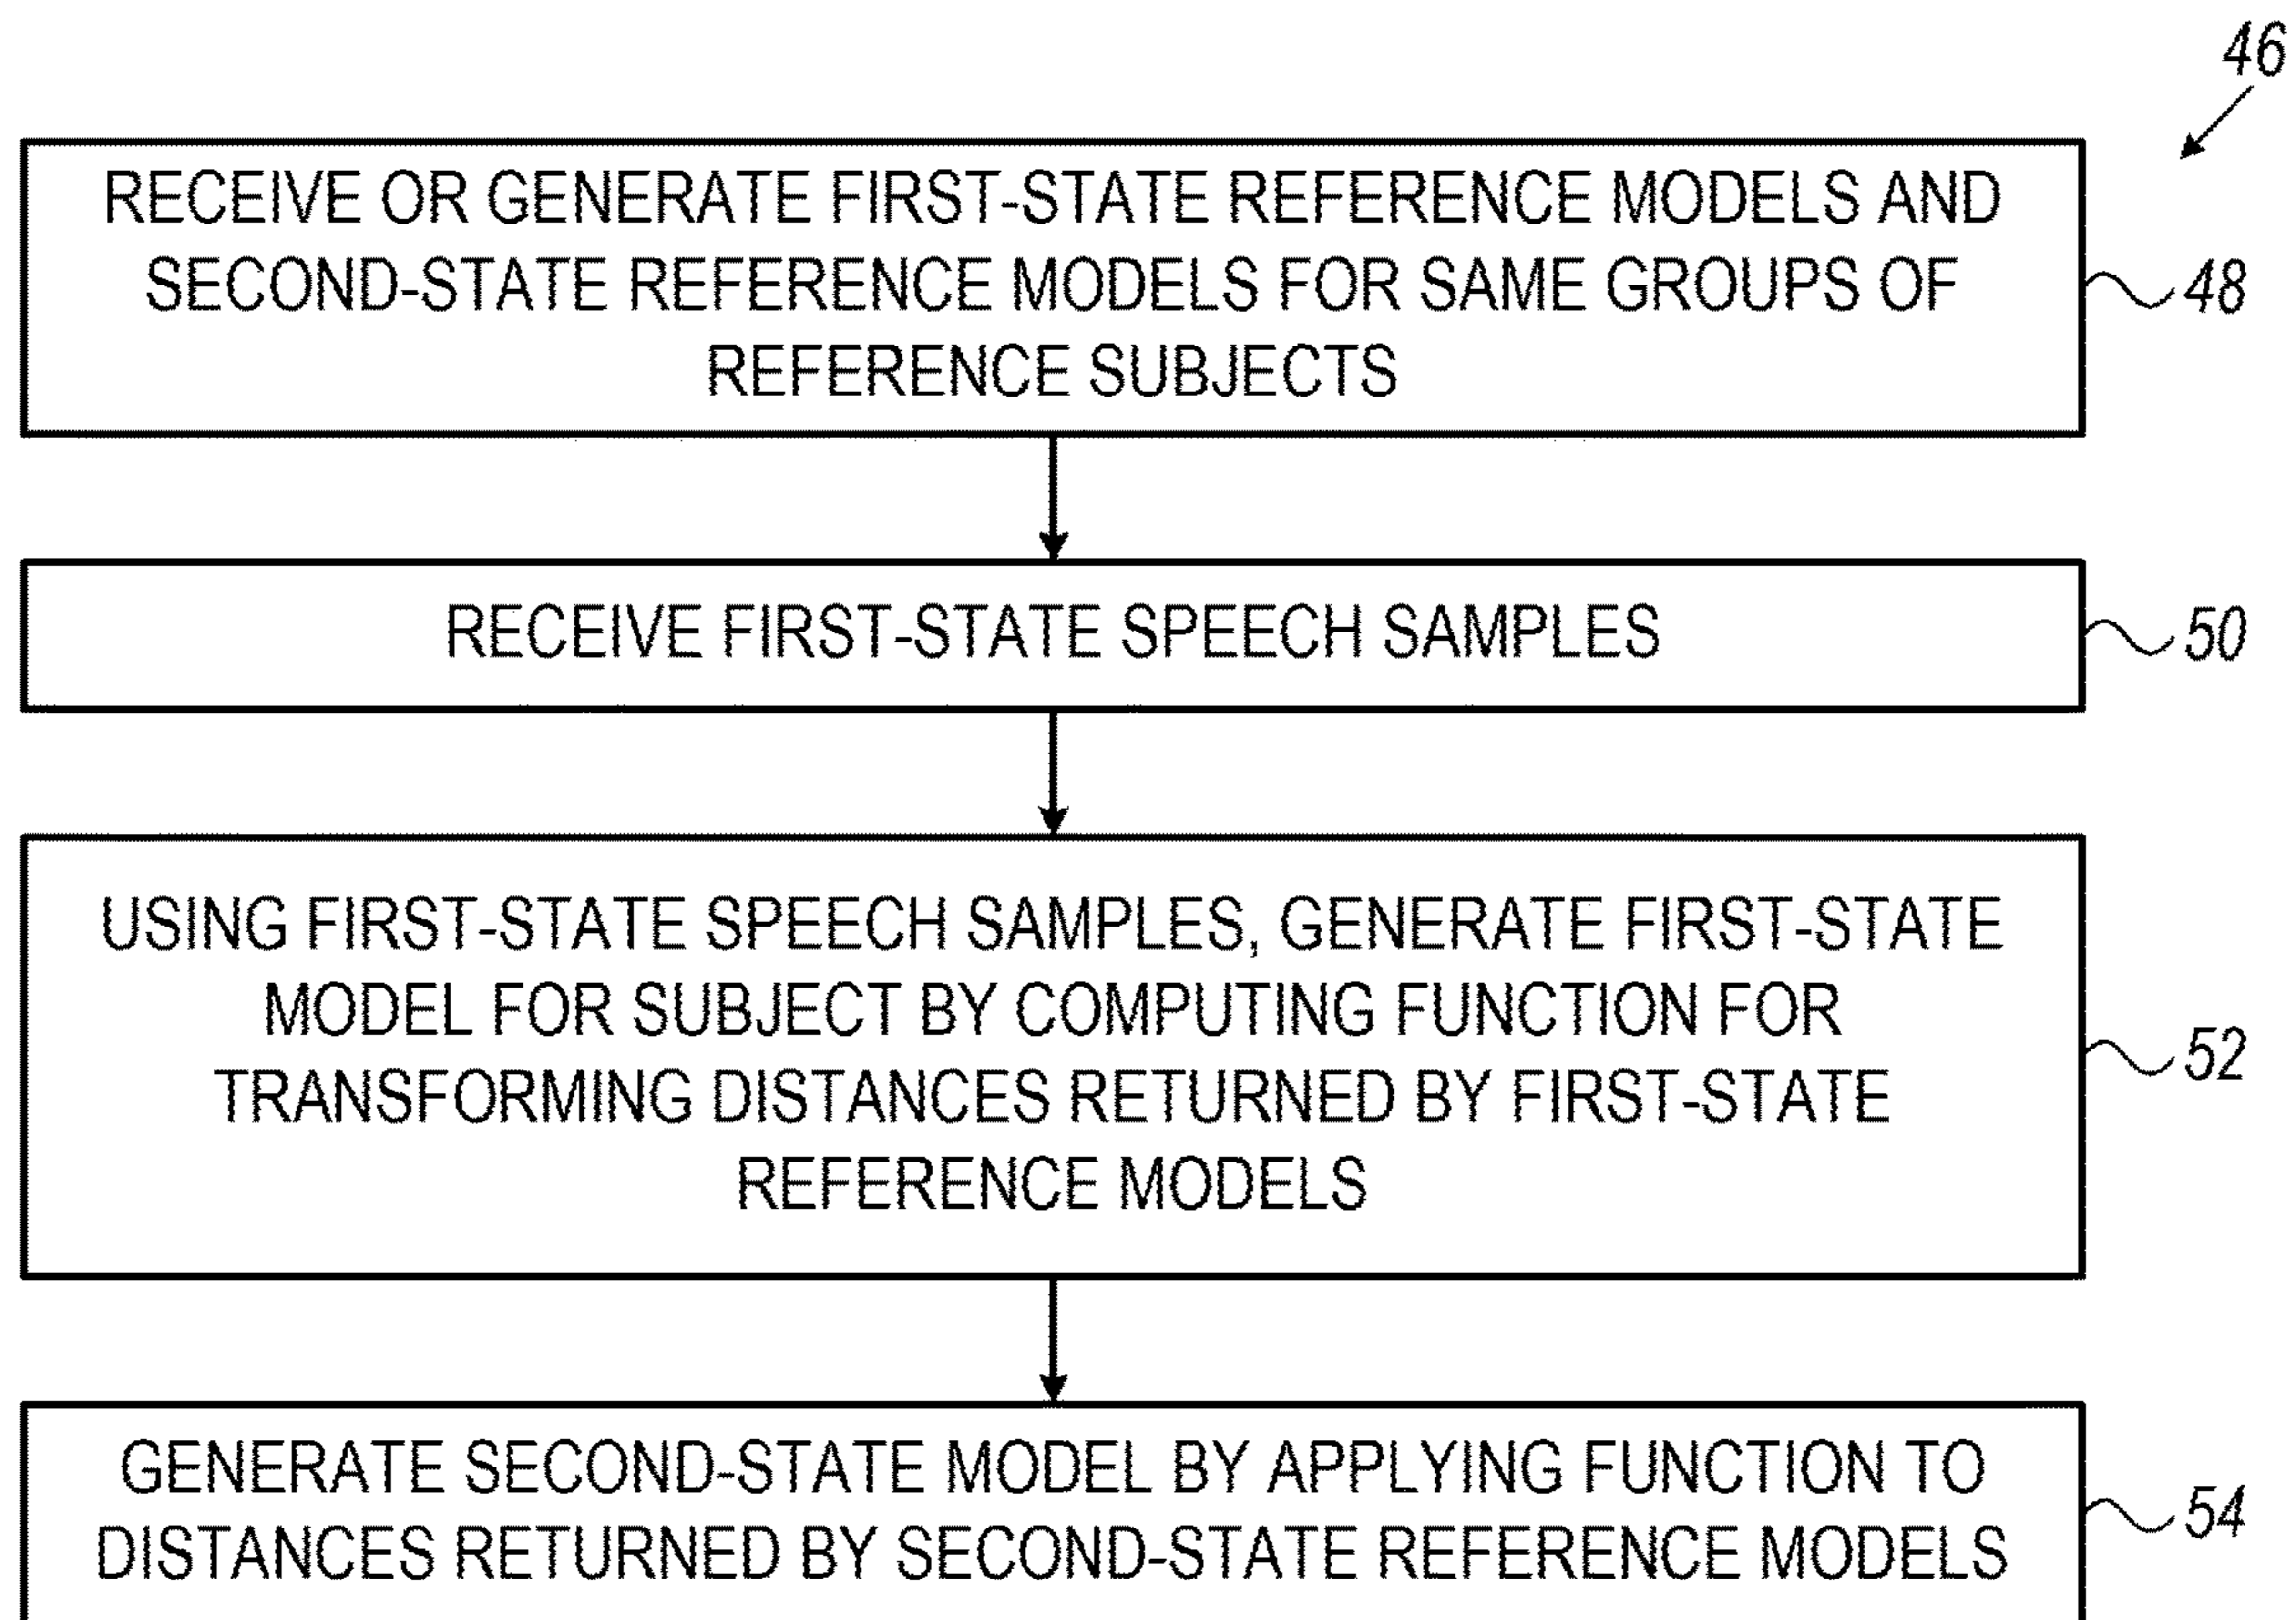 46
RECEIVE OR GENERATE FIRST-STATE REFERENCE MODELS AND
SECOND-STATE REFERENCE MODELS FOR SAME GROUPS OF
REFERENCE SUBJECTS
48
RECEIVE FIRST-STATE SPEECH SAMPLES
50
USING FIRST-STATE SPEECH SAMPLES, GENERATE FIRST-STATE
MODEL FOR SUBJECT BY COMPUTING FUNCTION FOR
TRANSFORMING DISTANCES RETURNED BY FIRST-STATE
REFERENCE MODELS
52
GENERATE SECOND-STATE MODEL BY APPLYING FUNCTION TO
DISTANCES RETURNED BY SECOND-STATE REFERENCE MODELS
54